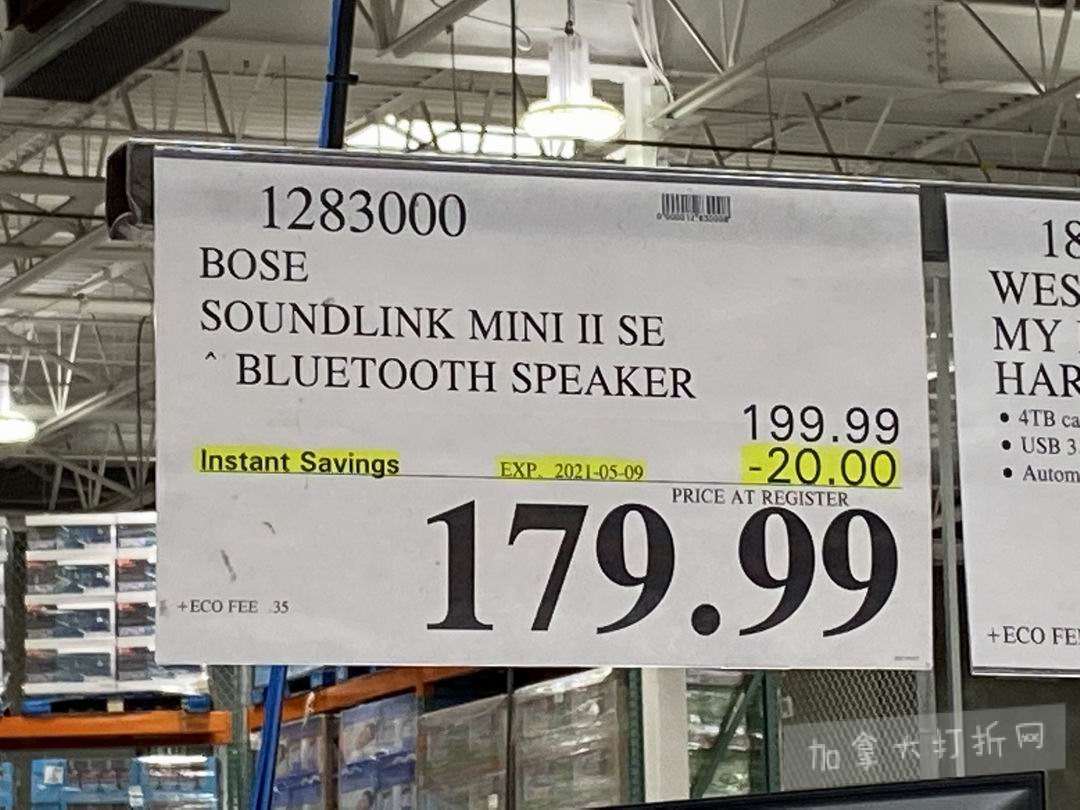 1283000
BOSE
SOUNDLINK MINI II SE
^ BLUETOOTH SPEAKER
199.99
Instant Savings EXP. 2021-05-09 -20.00
PRICE AT REGISTER
179.99
+ECO FEE .35
18
WES
MY
HAR
• 4TB ca
• USB 3
• Autom
+ECO FE
加拿大打折网